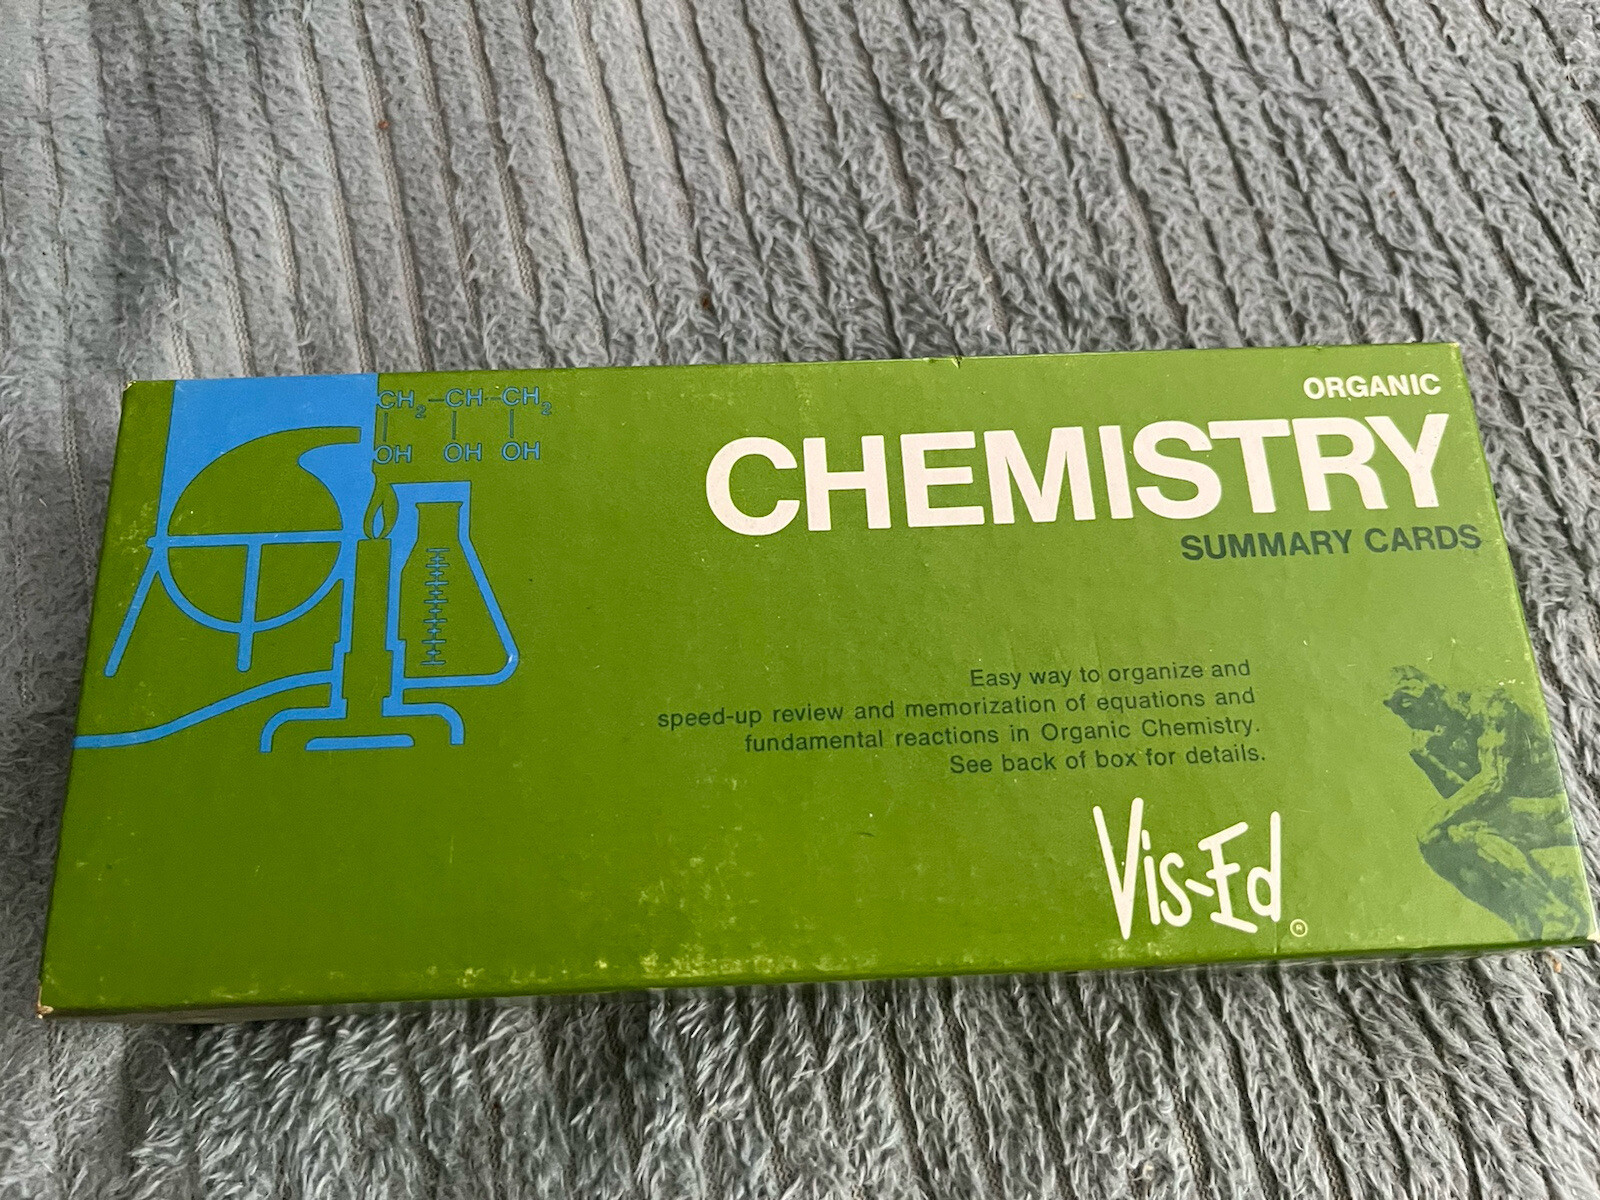 CH₂—CH—CH₂
OH OH OH
ORGANIC
CHEMISTRY
SUMMARY CARDS
Easy way to organize and
speed-up review and memorization of equations and
fundamental reactions in Organic Chemistry.
See back of box for details.
Vis-Ed ®